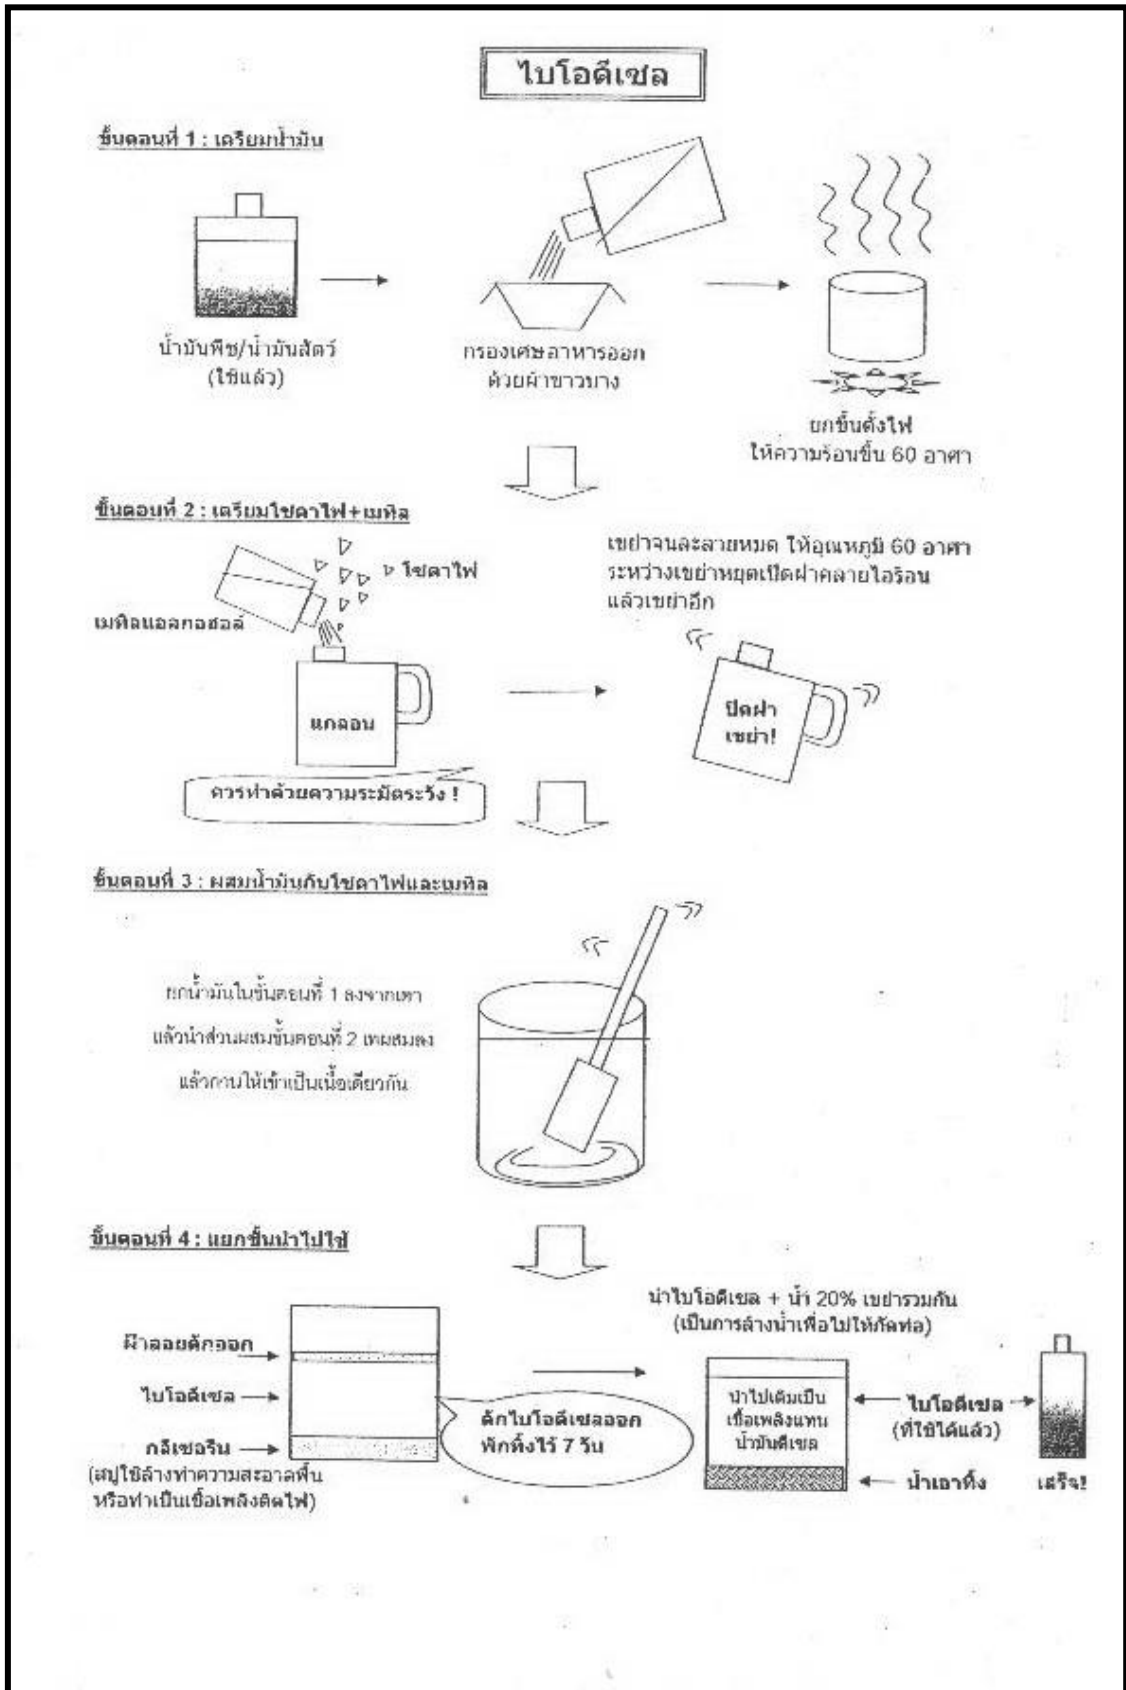 ไบโอดีเซล
ขั้นตอนที่ 1 : เตรียมน้ำมัน
น้ำมันพืช/น้ำมันสัตว์
(ใช้แล้ว)
กรองเศษอาหารออก
ด้วยผ้าขาวบาง
ยกขึ้นตั้งไฟ
ให้ความร้อนขึ้น 60 อาศา
ขั้นตอนที่ 2 : เตรียมโซดาไฟ+เมทิล
โซดาไฟ
เมทิลแอลกอฮอล์
แกลอน
ควรทำด้วยความระมัดระวัง !
เขย่าจนละลายหมด ให้อุณหภูมิ 60 อาศา
ระหว่างเขย่าหยุดเปิดฝาคลายไอร้อน
แล้วเขย่าอีก
ปิดฝา
เขย่า!
ขั้นตอนที่ 3 : ผสมน้ำมันกับโซดาไฟและเมทิล
ยกน้ำมันในขั้นตอนที่ 1 ลงจากเตา
แล้วนำส่วนผสมขั้นตอนที่ 2 เทผสมลง
แล้วกวนให้เข้าเป็นเนื้อเดียวกัน
ขั้นตอนที่ 4 : แยกชั้นนำไปใช้
ฝ้าลอยตักออก
ไบโอดีเซล
กลีเซอรีน
(สบู่ใช้ล้างทำความสะอาดพื้น
หรือทำเป็นเชื้อเพลิงติดไฟ)
ตักไบโอดีเซลออก
พักทิ้งไว้ 7 วัน
นำไบโอดีเซล + น้ำ 20% เขย่ารวมกัน
(เป็นการล้างน้ำเพื่อไม่ให้กัดท่อ)
นำไปเติมเป็น
เชื้อเพลิงแทน
น้ำมันดีเซล
ไบโอดีเซล
(ที่ใช้ได้แล้ว)
น้ำเอาทิ้ง
เสร็จ!